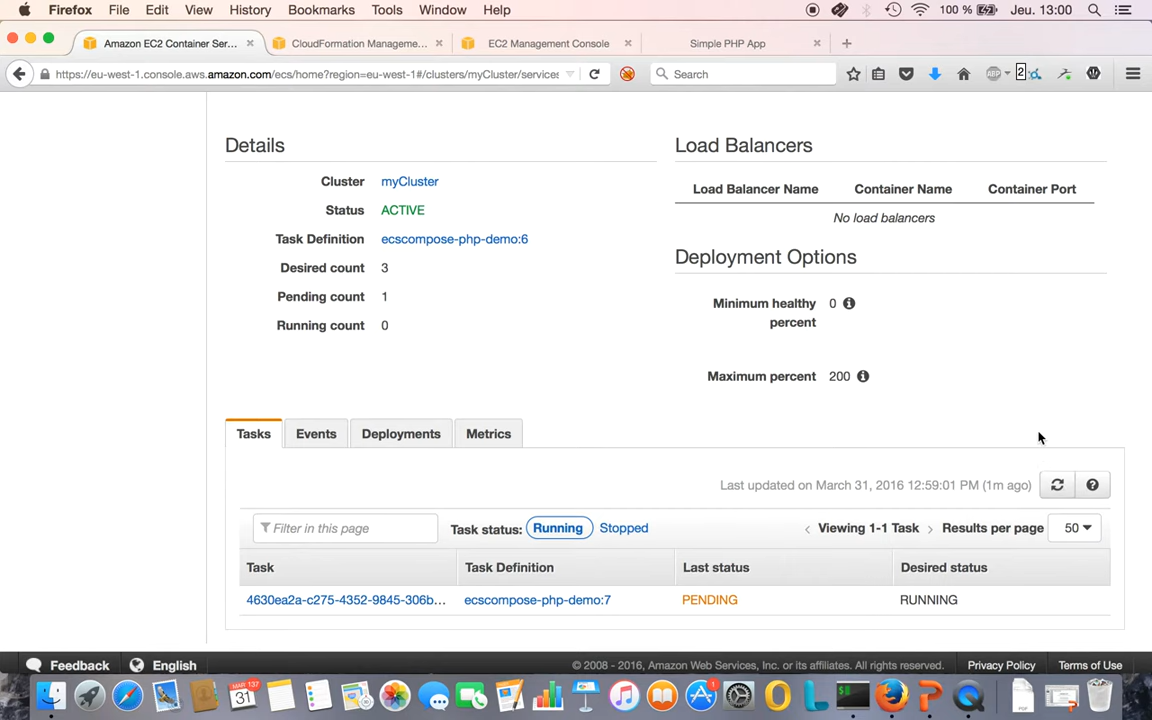 Firefox File Edit View History Bookmarks Tools Window Help 100 % Jeu. 13:00
Amazon EC2 Container Ser... CloudFormation Manageme... EC2 Management Console Simple PHP App
https://eu-west-1.console.aws.amazon.com/ecs/home?region=eu-west-1#/clusters/myCluster/services Search ABP 2
Details Load Balancers
Cluster myCluster Load Balancer Name Container Name Container Port
Status ACTIVE No load balancers
Task Definition ecscompose-php-demo:6
Deployment Options
Desired count 3
Pending count 1 Minimum healthy percent 0
Running count 0
Maximum percent 200
Tasks Events Deployments Metrics
Last updated on March 31, 2016 12:59:01 PM (1m ago)
Filter in this page Task status: Running Stopped Viewing 1-1 Task Results per page 50
Task Task Definition Last status Desired status
4630ea2a-c275-4352-9845-306b... ecscompose-php-demo:7 PENDING RUNNING
Feedback English © 2008 - 2016, Amazon Web Services, Inc. or its affiliates. All rights reserved. Privacy Policy Terms of Use
31